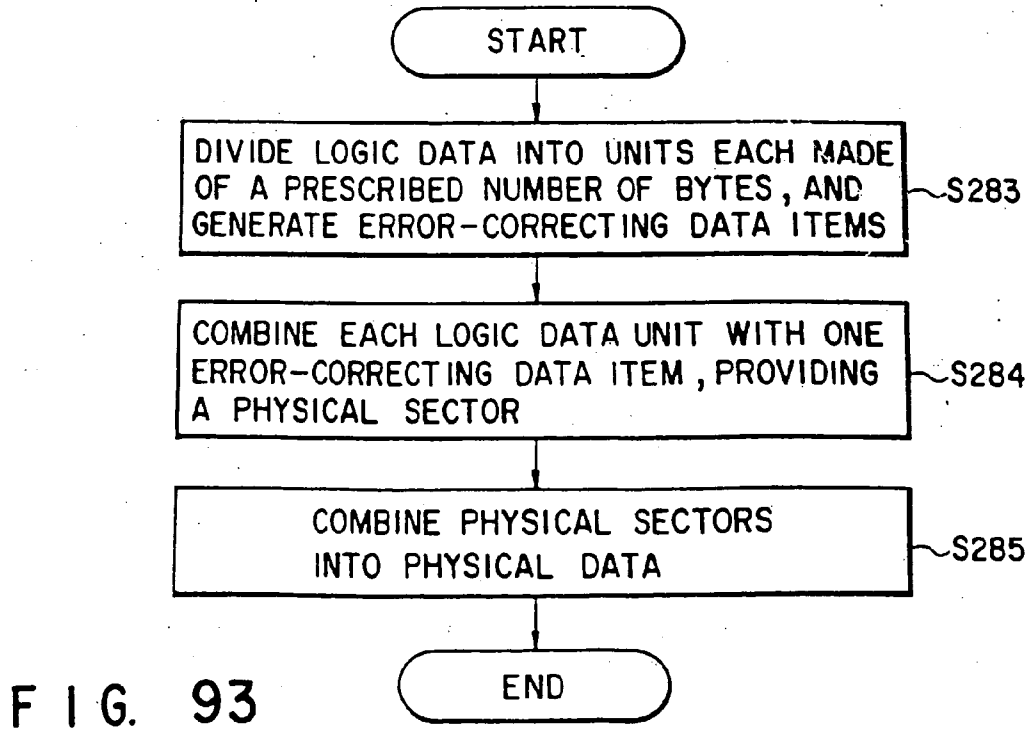 START
DIVIDE LOGIC DATA INTO UNITS EACH MADE
OF A PRESCRIBED NUMBER OF BYTES, AND
GENERATE ERROR-CORRECTING DATA ITEMS
S283
COMBINE EACH LOGIC DATA UNIT WITH ONE
ERROR-CORRECTING DATA ITEM, PROVIDING
A PHYSICAL SECTOR
S284
COMBINE PHYSICAL SECTORS
INTO PHYSICAL DATA
S285
END
FIG. 93